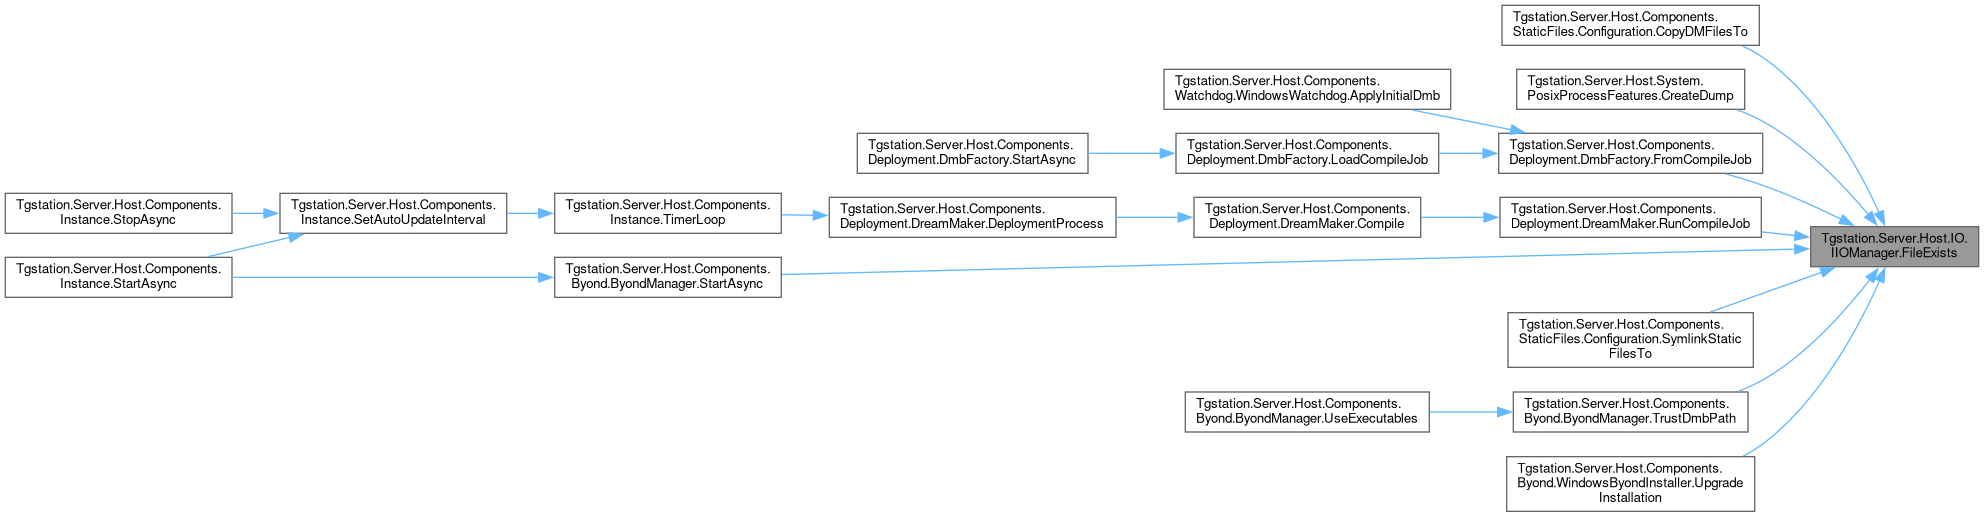 Tgstation.Server.Host.Components.
StaticFiles.Configuration.CopyDMFilesTo
Tgstation.Server.Host.Components.
Watchdog.WindowsWatchdog.ApplyInitialDmb
Tgstation.Server.Host.System.
PosixProcessFeatures.CreateDump
Tgstation.Server.Host.Components.
Deployment.DmbFactory.StartAsync
Tgstation.Server.Host.Components.
Deployment.DmbFactory.LoadCompileJob
Tgstation.Server.Host.Components.
Deployment.DmbFactory.FromCompileJob
Tgstation.Server.Host.Components.
Instance.StopAsync
Tgstation.Server.Host.Components.
Instance.SetAutoUpdateInterval
Tgstation.Server.Host.Components.
Instance.TimerLoop
Tgstation.Server.Host.Components.
Deployment.DreamMaker.DeploymentProcess
Tgstation.Server.Host.Components.
Deployment.DreamMaker.Compile
Tgstation.Server.Host.Components.
Deployment.DreamMaker.RunCompileJob
Tgstation.Server.Host.IO.
IIOManager.FileExists
Tgstation.Server.Host.Components.
Instance.StartAsync
Tgstation.Server.Host.Components.
Byond.ByondManager.StartAsync
Tgstation.Server.Host.Components.
StaticFiles.Configuration.SymlinkStatic
FilesTo
Tgstation.Server.Host.Components.
Byond.ByondManager.UseExecutables
Tgstation.Server.Host.Components.
Byond.ByondManager.TrustDmbPath
Tgstation.Server.Host.Components.
Byond.WindowsByondInstaller.Upgrade
Installation